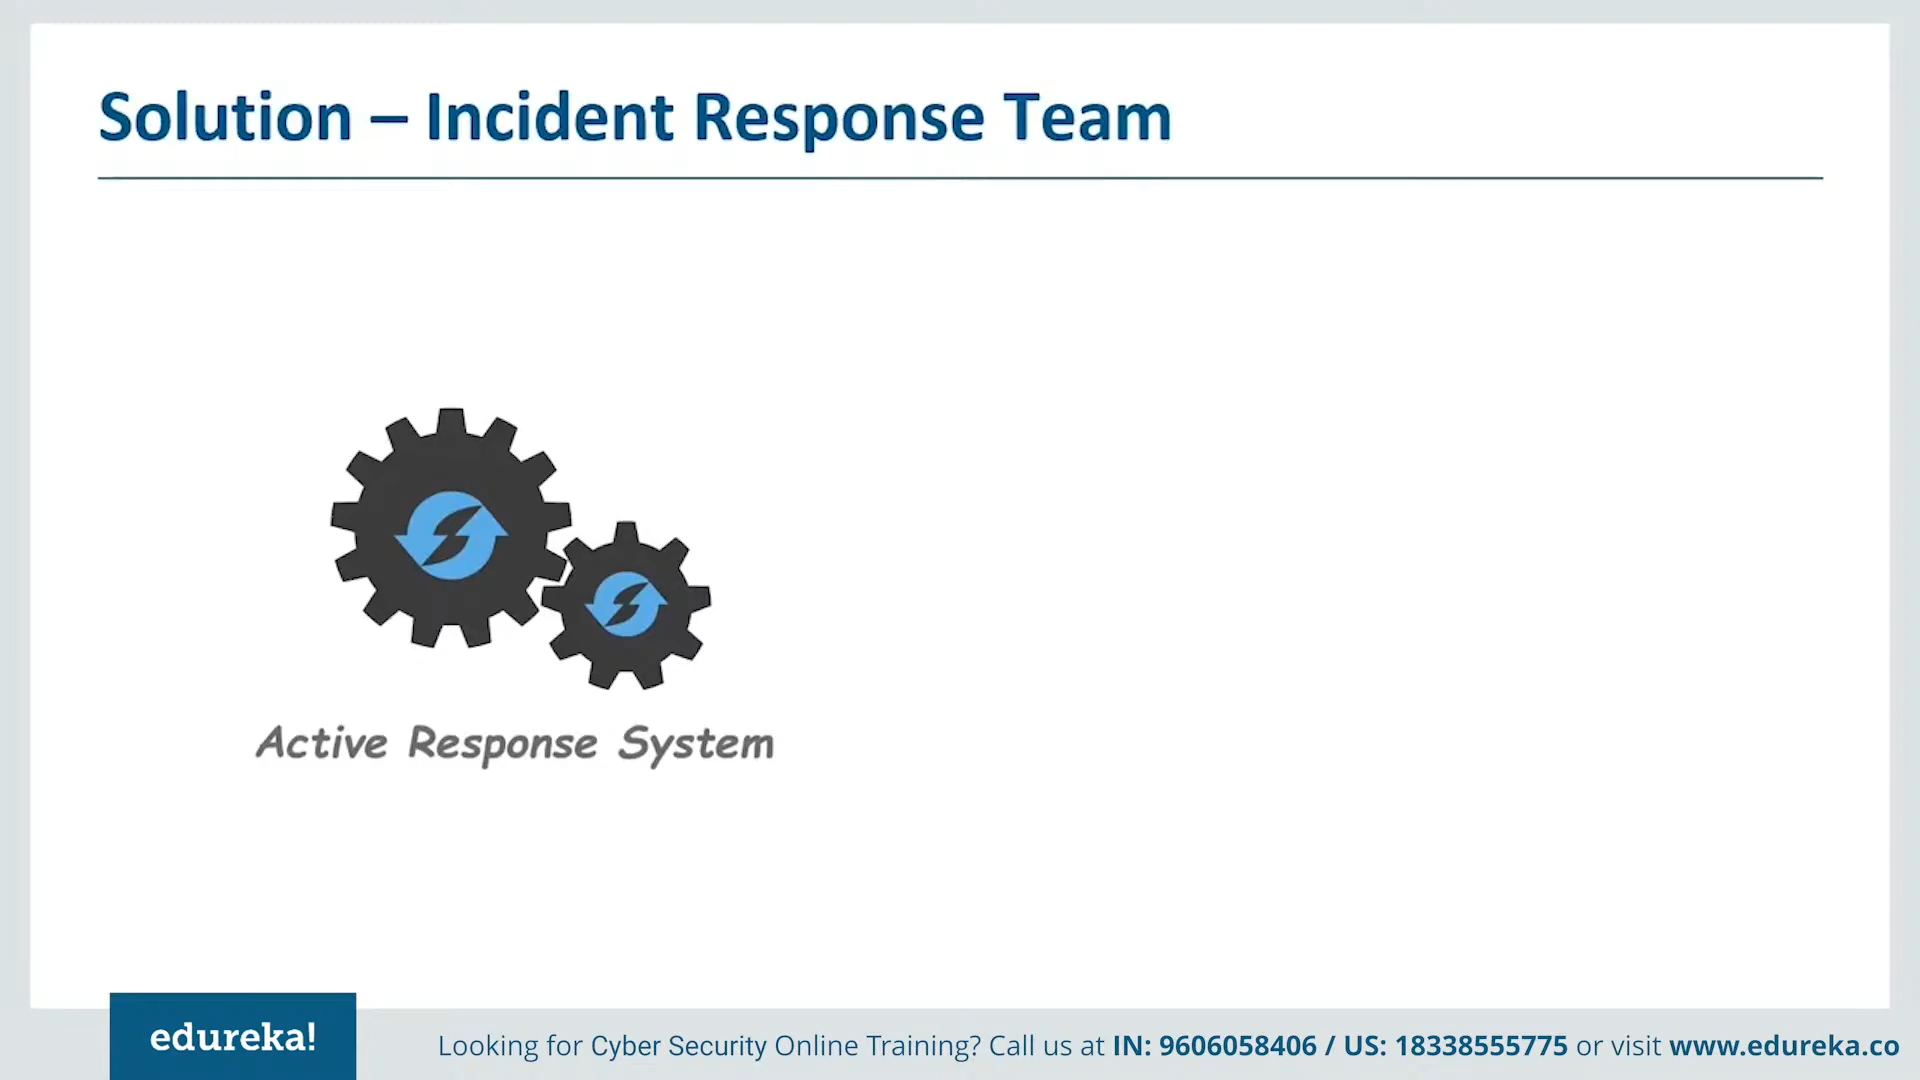 Solution – Incident Response Team
Active Response System
edureka!
Looking for Cyber Security Online Training? Call us at IN: 9606058406 / US: 18338555775 or visit www.edureka.co